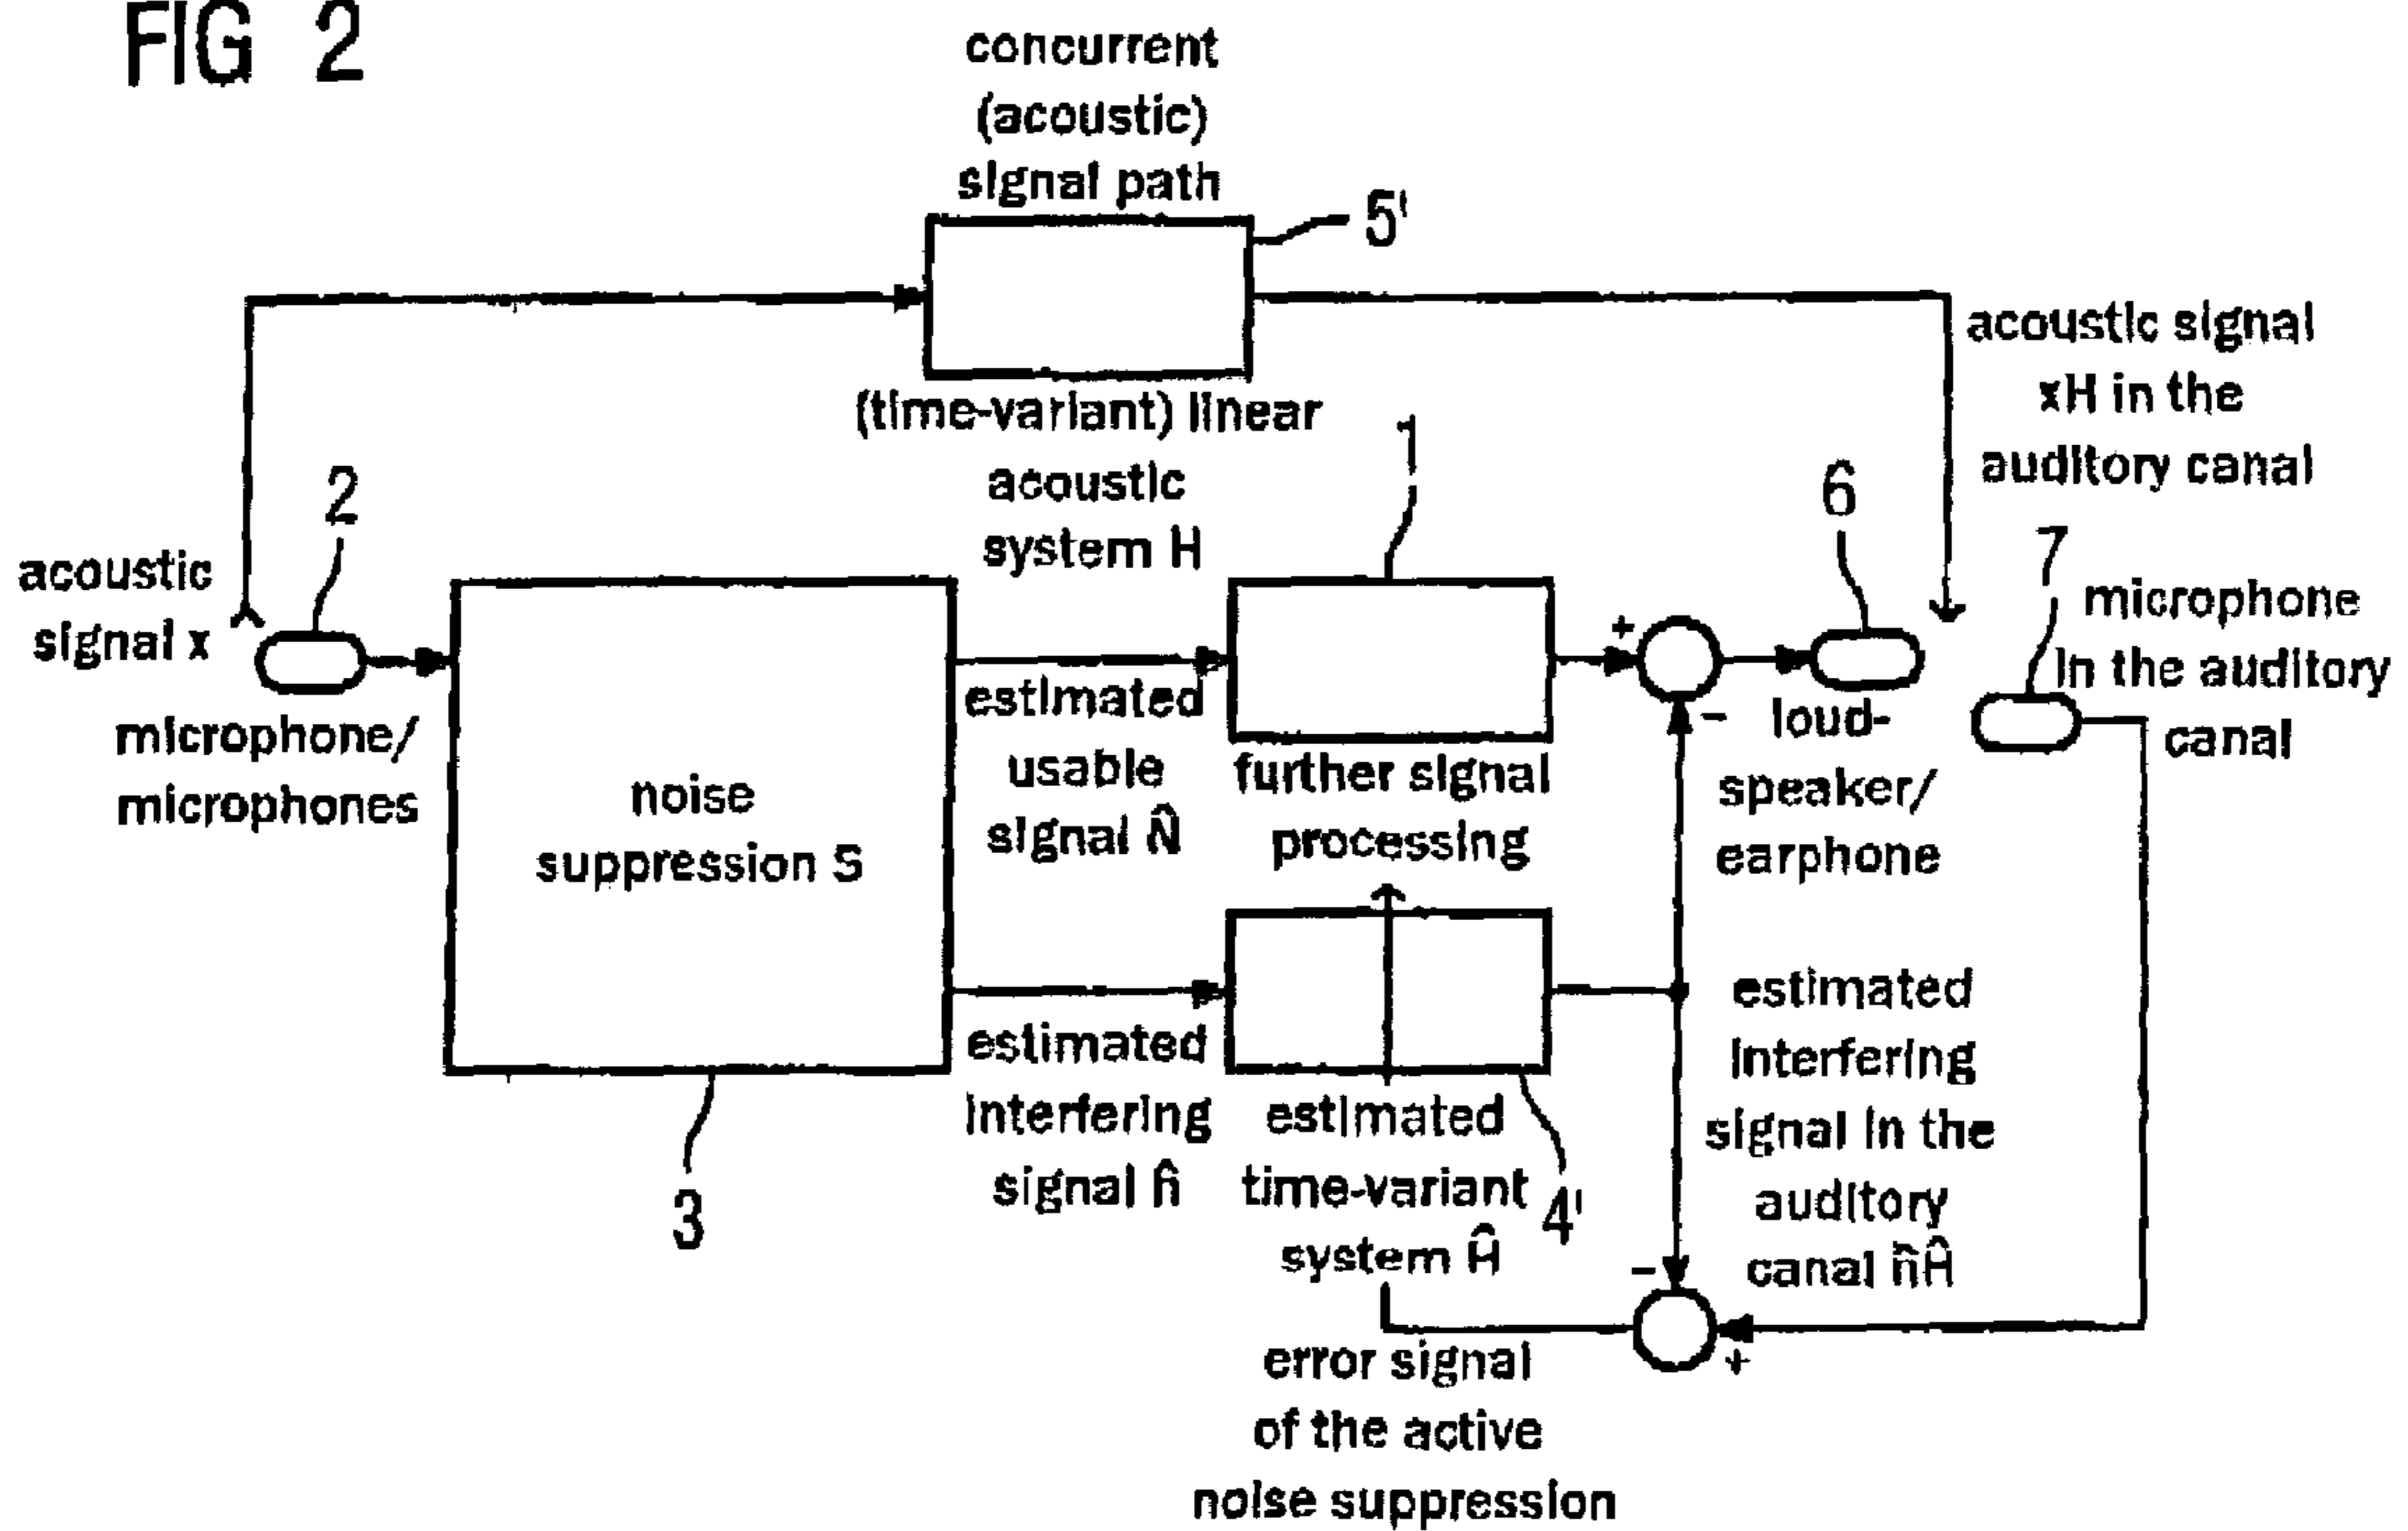 FIG 2
concurrent
(acoustic)
signal path
5'
(time-variant) linear
acoustic
system H
acoustic signal
xH in the
auditory canal
1
2
6
7
acoustic
signal x
microphone/
microphones
noise
suppression S
3
estimated
usable
signal N̂
further signal
processing
+
-
loud-
speaker/
earphone
microphone
in the auditory
canal
estimated
interfering
signal n̂
estimated
time-variant
system Ĥ
4'
estimated
interfering
signal in the
auditory
canal n̂Ĥ
-
+
error signal
of the active
noise suppression